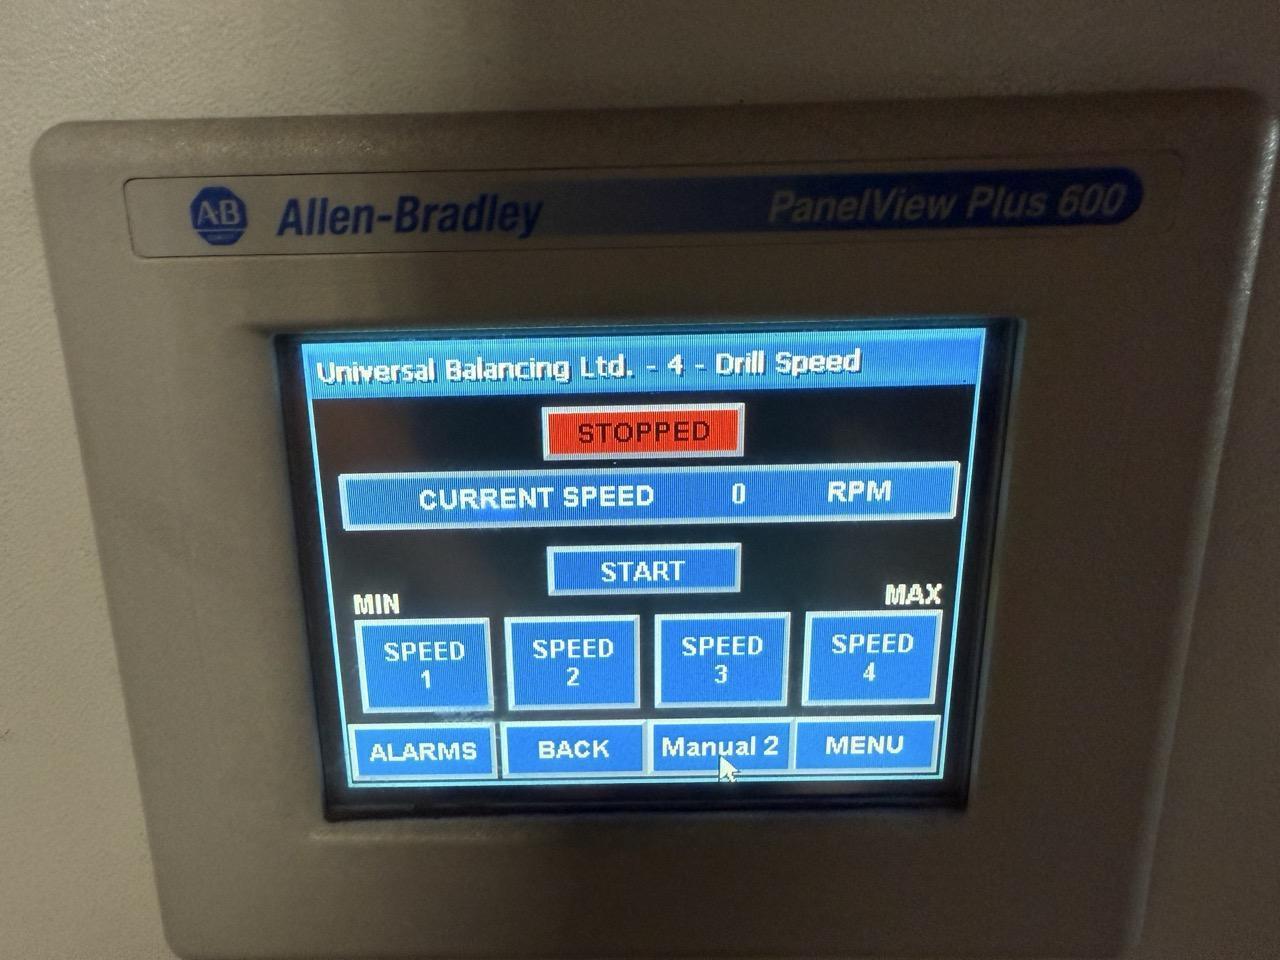 A·B
Allen-Bradley
PanelView Plus 600
Universal Balancing Ltd. - 4 - Drill Speed
STOPPED
CURRENT SPEED 0 RPM
START
MIN
MAX
SPEED
1
SPEED
2
SPEED
3
SPEED
4
ALARMS
BACK
Manual 2
MENU